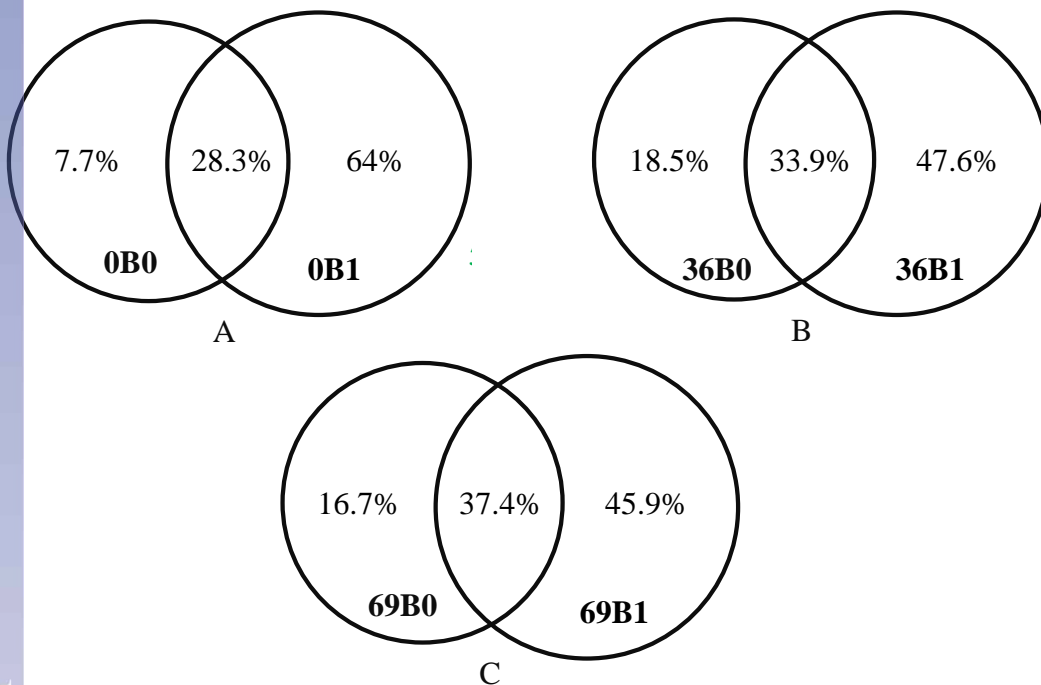 7.7% 28.3% 64%
0B0 0B1
A
18.5% 33.9% 47.6%
36B0 36B1
B
16.7% 37.4% 45.9%
69B0 69B1
C